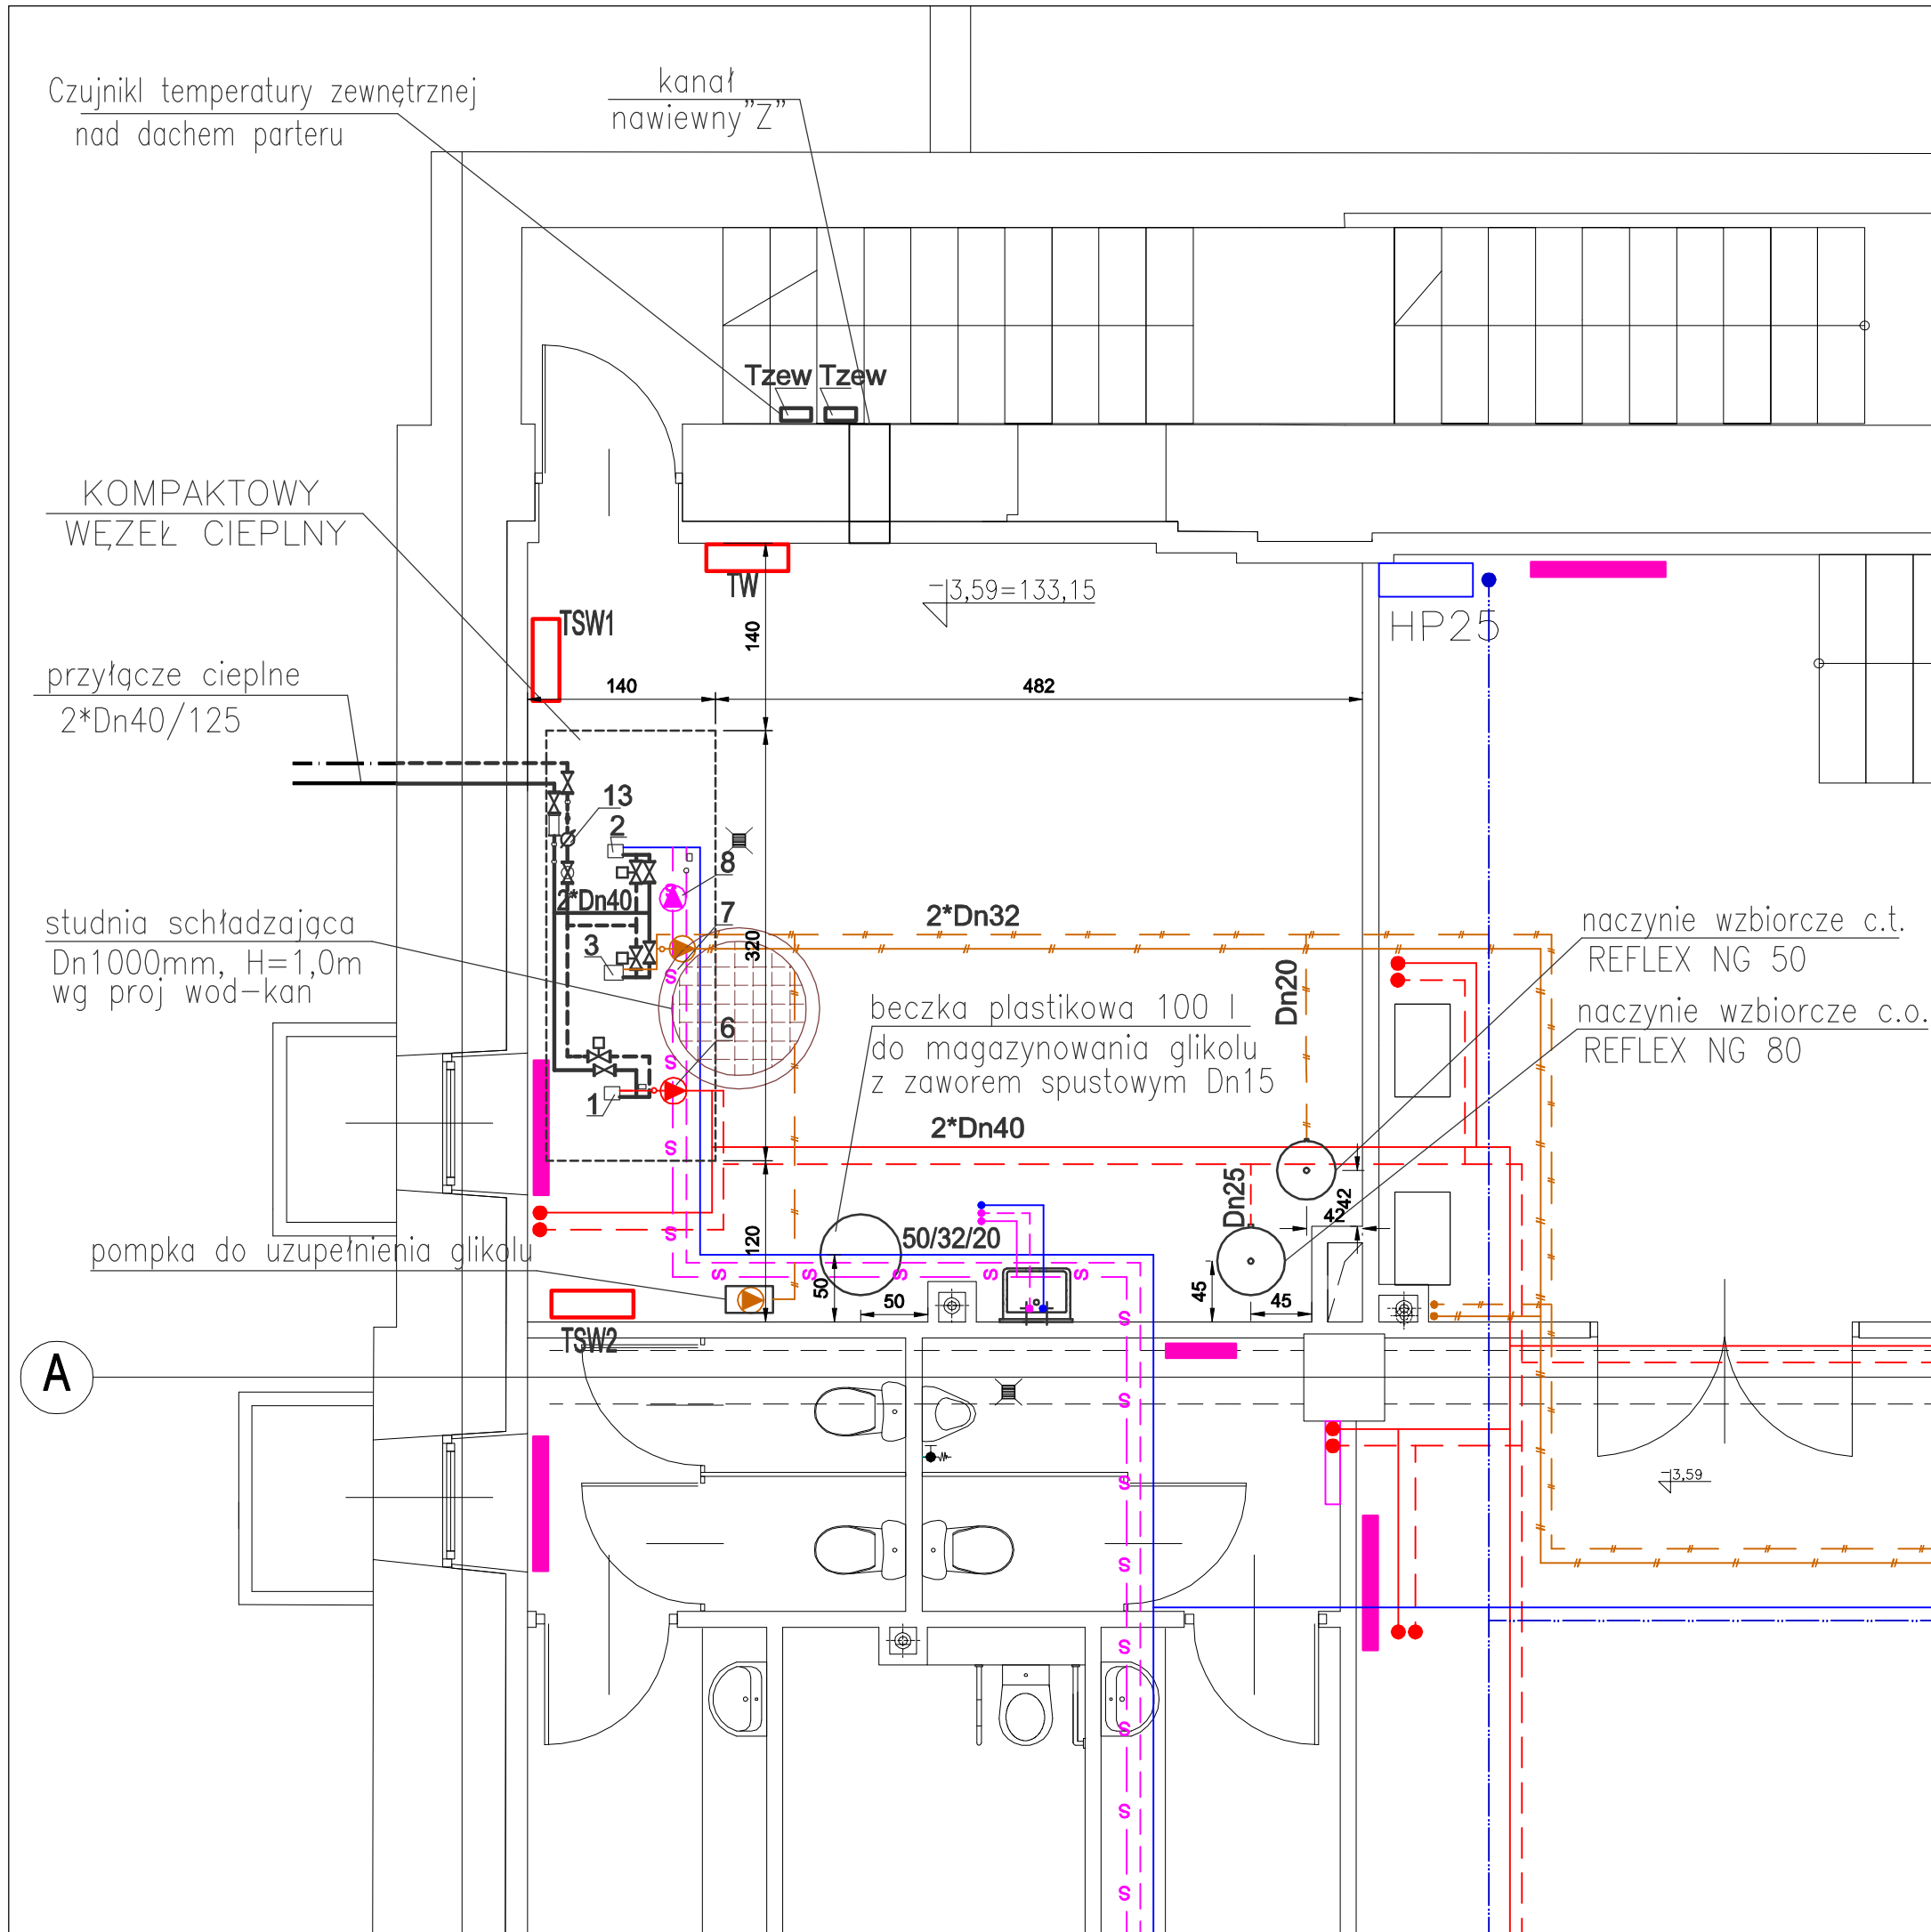 Czujnikl temperatury zewnętrznej
nad dachem parteru
kanał
nawiewny"Z"
Tzew Tzew
KOMPAKTOWY
WĘZEŁ CIEPLNY
TW
-3,59=133,15
TSW1
HP25
140
przyłącze cieplne
2*Dn40/125
140
482
13
2
8
2*Dn40
7
2*Dn32
studnia schładzająca
Dn1000mm, H=1,0m
wg proj wod-kan
3
320
naczynie wzbiorcze c.t.
REFLEX NG 50
Dn20
beczka plastikowa 100 l
do magazynowania glikolu
z zaworem spustowym Dn15
naczynie wzbiorcze c.o.
REFLEX NG 80
S
S
6
S
1
2*Dn40
S
Dn25
42
42
S
120
50/32/20
pompka do uzupełnienia glikolu
S S S S S
50
50
45
45
TSW2
S
A
S
-3,59
S
S
S
S
S
S